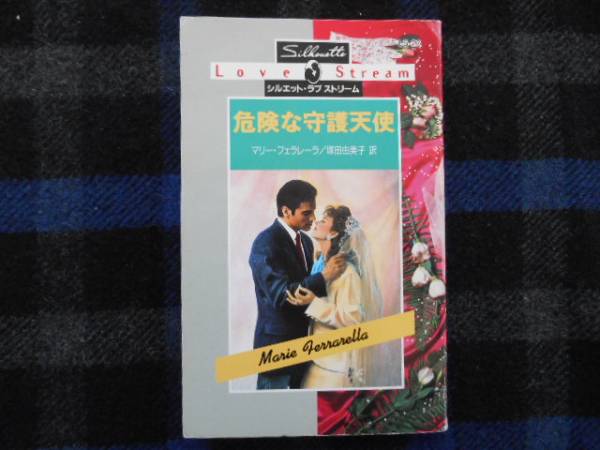 Silhouette
Love Stream
シルエット・ラブ ストリーム
危険な守護天使
マリー・フェラレーラ／塚田由美子 訳
Marie Ferrarella